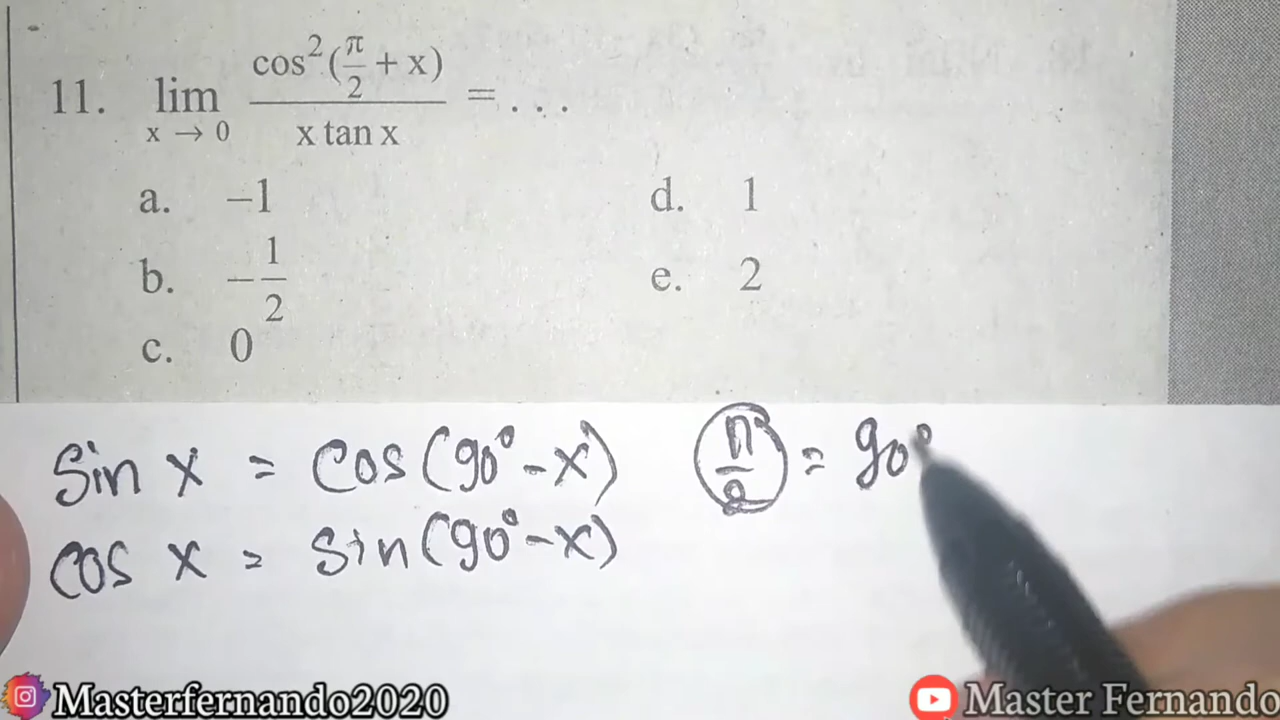 11. lim x → 0 cos²(π/2 + x) / x tan x = . . .
a. –1
b. –1/2
c. 0
d. 1
e. 2
Sin x = Cos(90° - x)
π/2 = 90°
Cos x = Sin(90° - x)
Masterfernando2020
Master Fernando